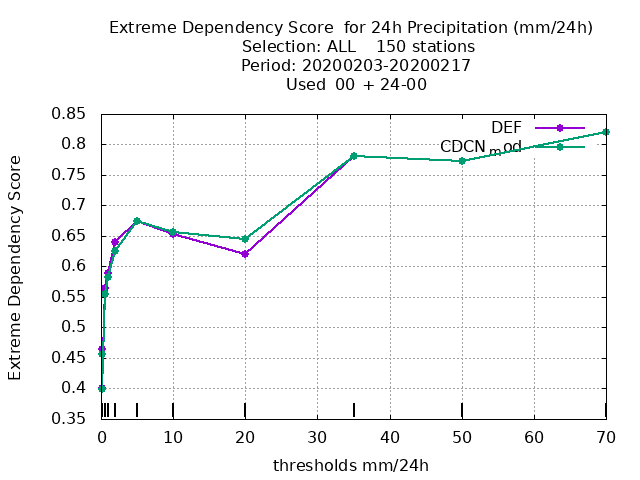 Extreme Dependency Score  for 24h Precipitation (mm/24h)
Selection: ALL    150 stations
Period: 20200203-20200217
Used  00 + 24-00
DEF
CDCN_mod
Extreme Dependency Score
0.85
0.8
0.75
0.7
0.65
0.6
0.55
0.5
0.45
0.4
0.35
0 10 20 30 40 50 60 70
thresholds mm/24h